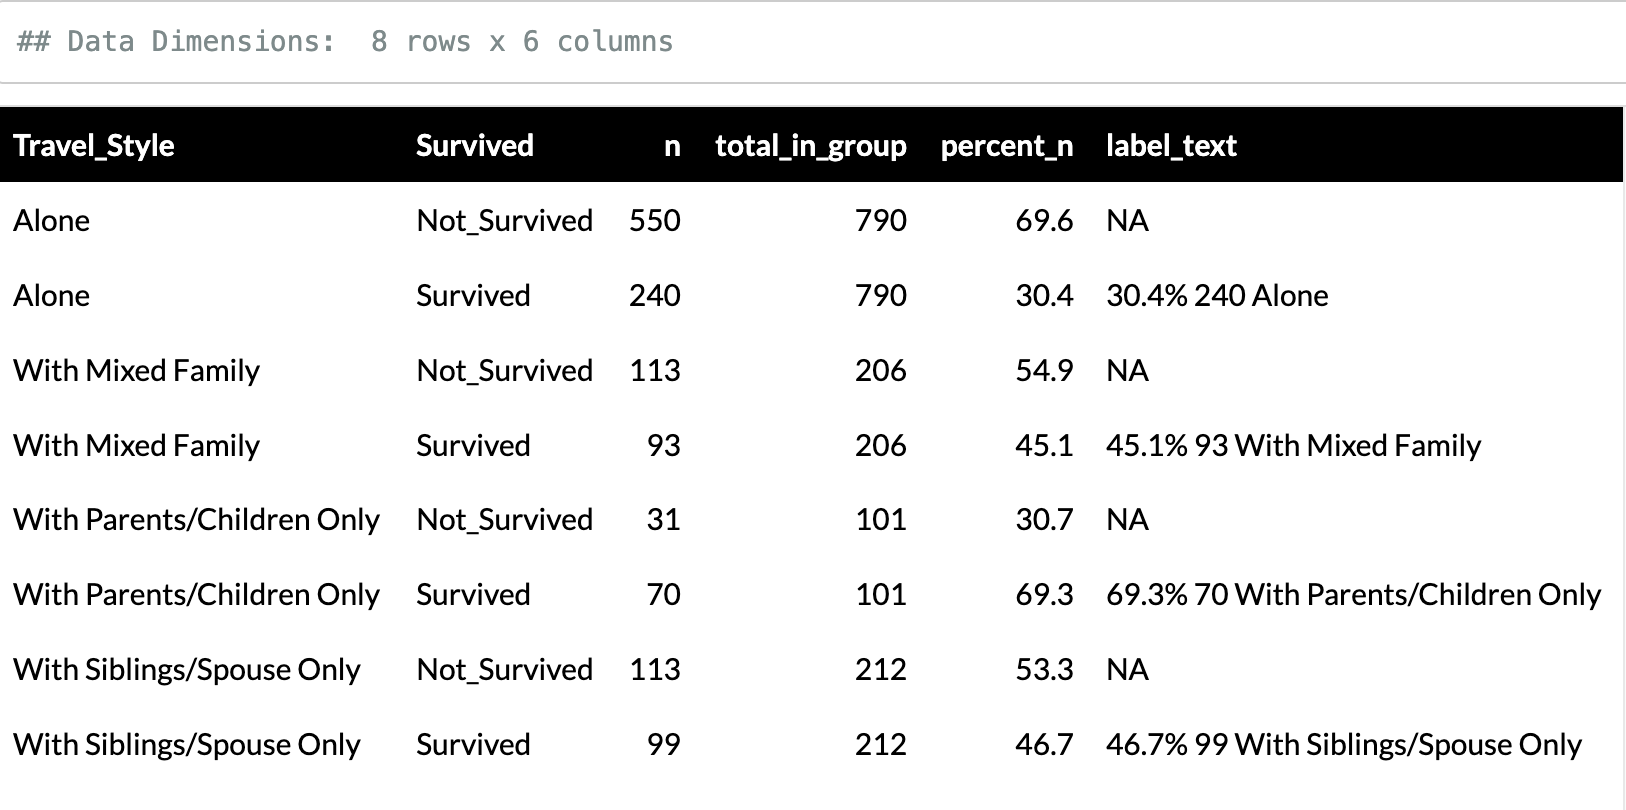 ## Data Dimensions:  8 rows x 6 columns
Travel_Style Survived n total_in_group percent_n label_text
Alone Not_Survived 550 790 69.6 NA
Alone Survived 240 790 30.4 30.4% 240 Alone
With Mixed Family Not_Survived 113 206 54.9 NA
With Mixed Family Survived 93 206 45.1 45.1% 93 With Mixed Family
With Parents/Children Only Not_Survived 31 101 30.7 NA
With Parents/Children Only Survived 70 101 69.3 69.3% 70 With Parents/Children Only
With Siblings/Spouse Only Not_Survived 113 212 53.3 NA
With Siblings/Spouse Only Survived 99 212 46.7 46.7% 99 With Siblings/Spouse Only